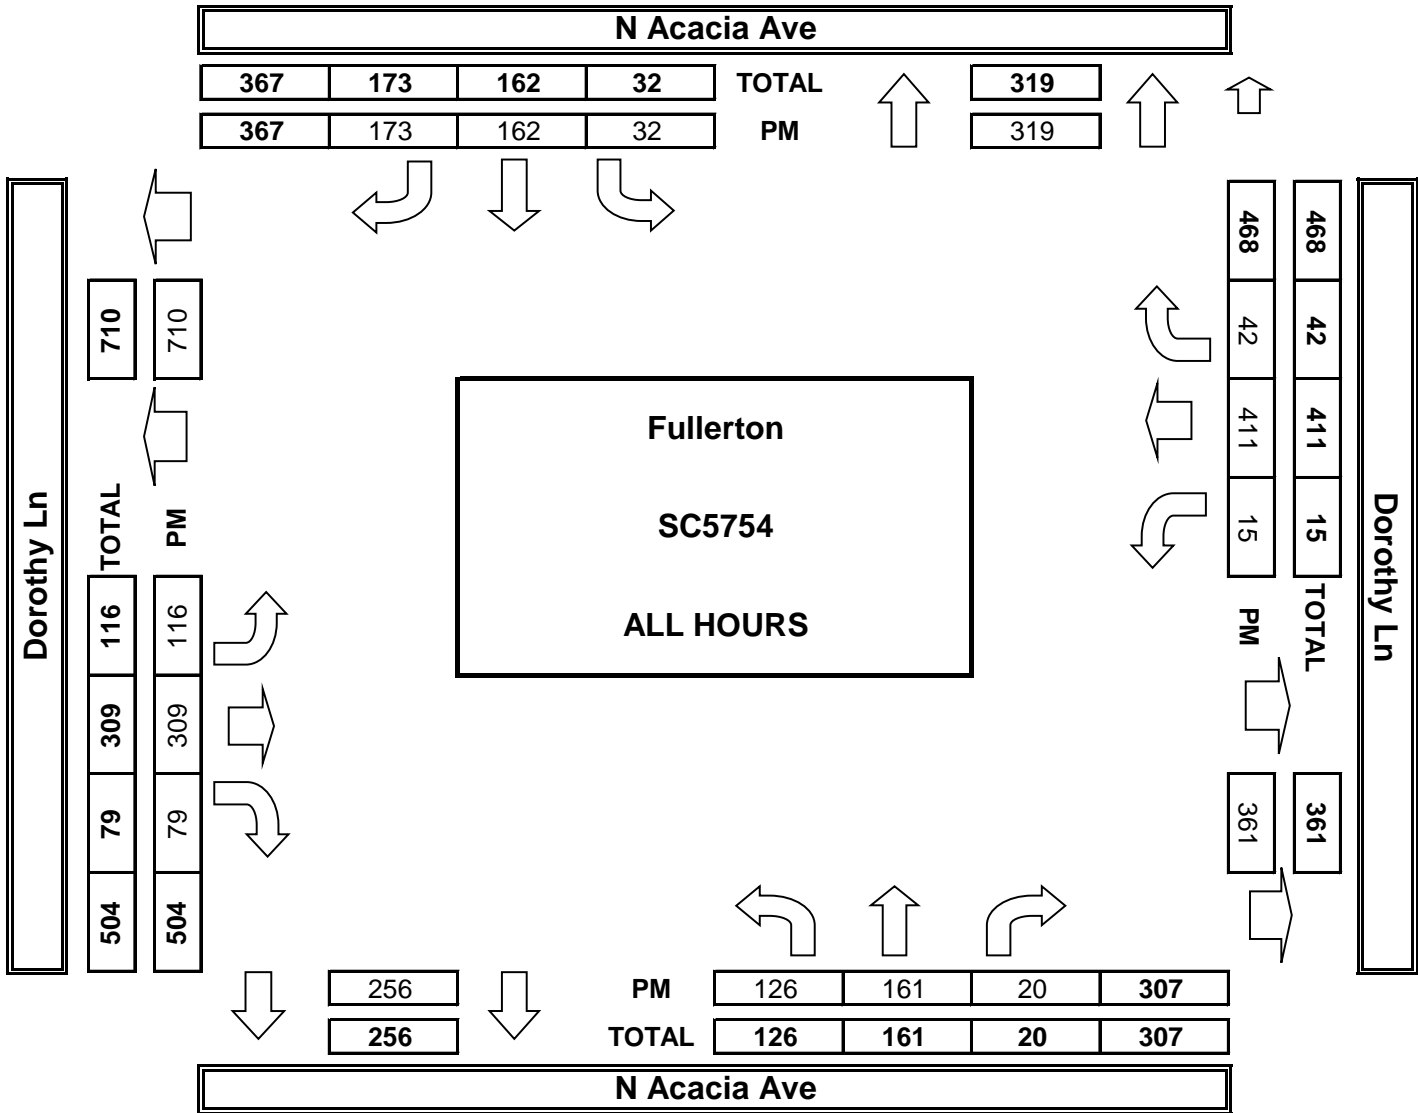 N Acacia Ave
367 173 162 32 TOTAL 319
367 173 162 32 PM 319
Dorothy Ln
710 710
TOTAL PM
116 116
309 309
79 79
504 504
Fullerton
SC5754
ALL HOURS
468 468
42 42
411 411
15 15
PM TOTAL
361 361
Dorothy Ln
256 PM 126 161 20 307
256 TOTAL 126 161 20 307
N Acacia Ave